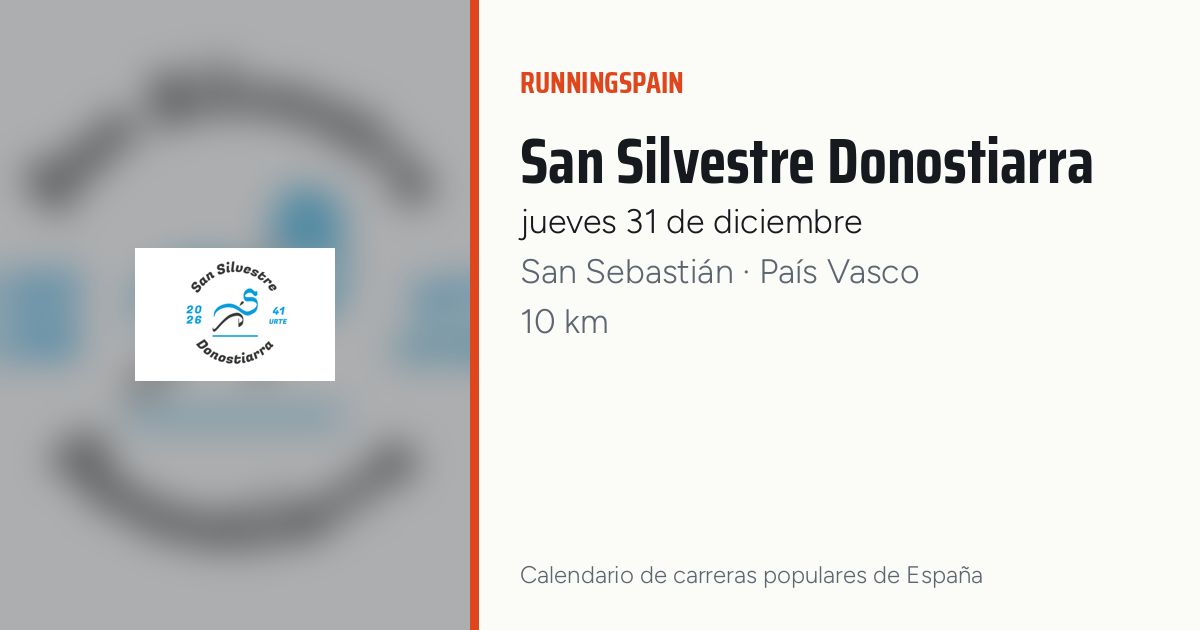 San Silvestre
20
26
41
URTE
Donostiarra
RUNNINGSPAIN
San Silvestre Donostiarra
jueves 31 de diciembre
San Sebastián · País Vasco
10 km
Calendario de carreras populares de España